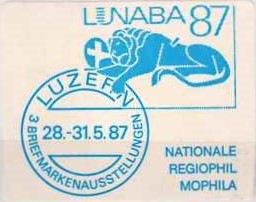 LUNABA 87
LUZERN
28.-31.5.87
3 BRIEFMARKENAUSSTELLUNGEN
NATIONALE
REGIOPHIL
MOPHILA